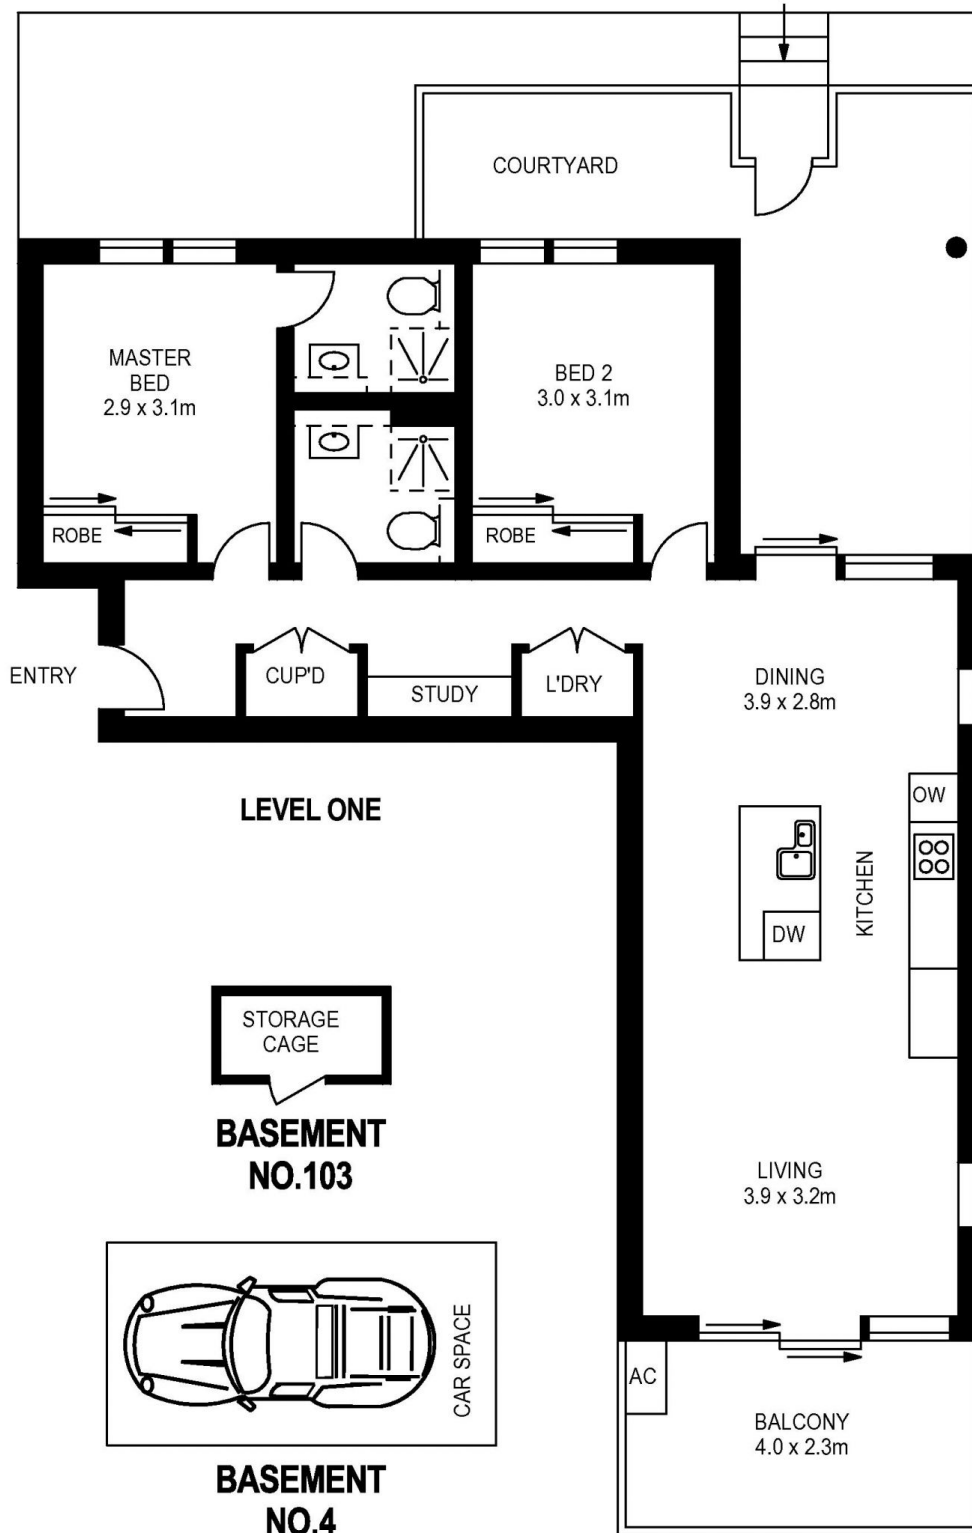 COURTYARD
MASTER
BED
2.9 x 3.1m
BED 2
3.0 x 3.1m
ROBE
ROBE
ENTRY
CUP'D
STUDY
L'DRY
DINING
3.9 x 2.8m
LEVEL ONE
OW
KITCHEN
DW
STORAGE
CAGE
BASEMENT
NO.103
LIVING
3.9 x 3.2m
CAR SPACE
AC
BALCONY
4.0 x 2.3m
BASEMENT
NO.4